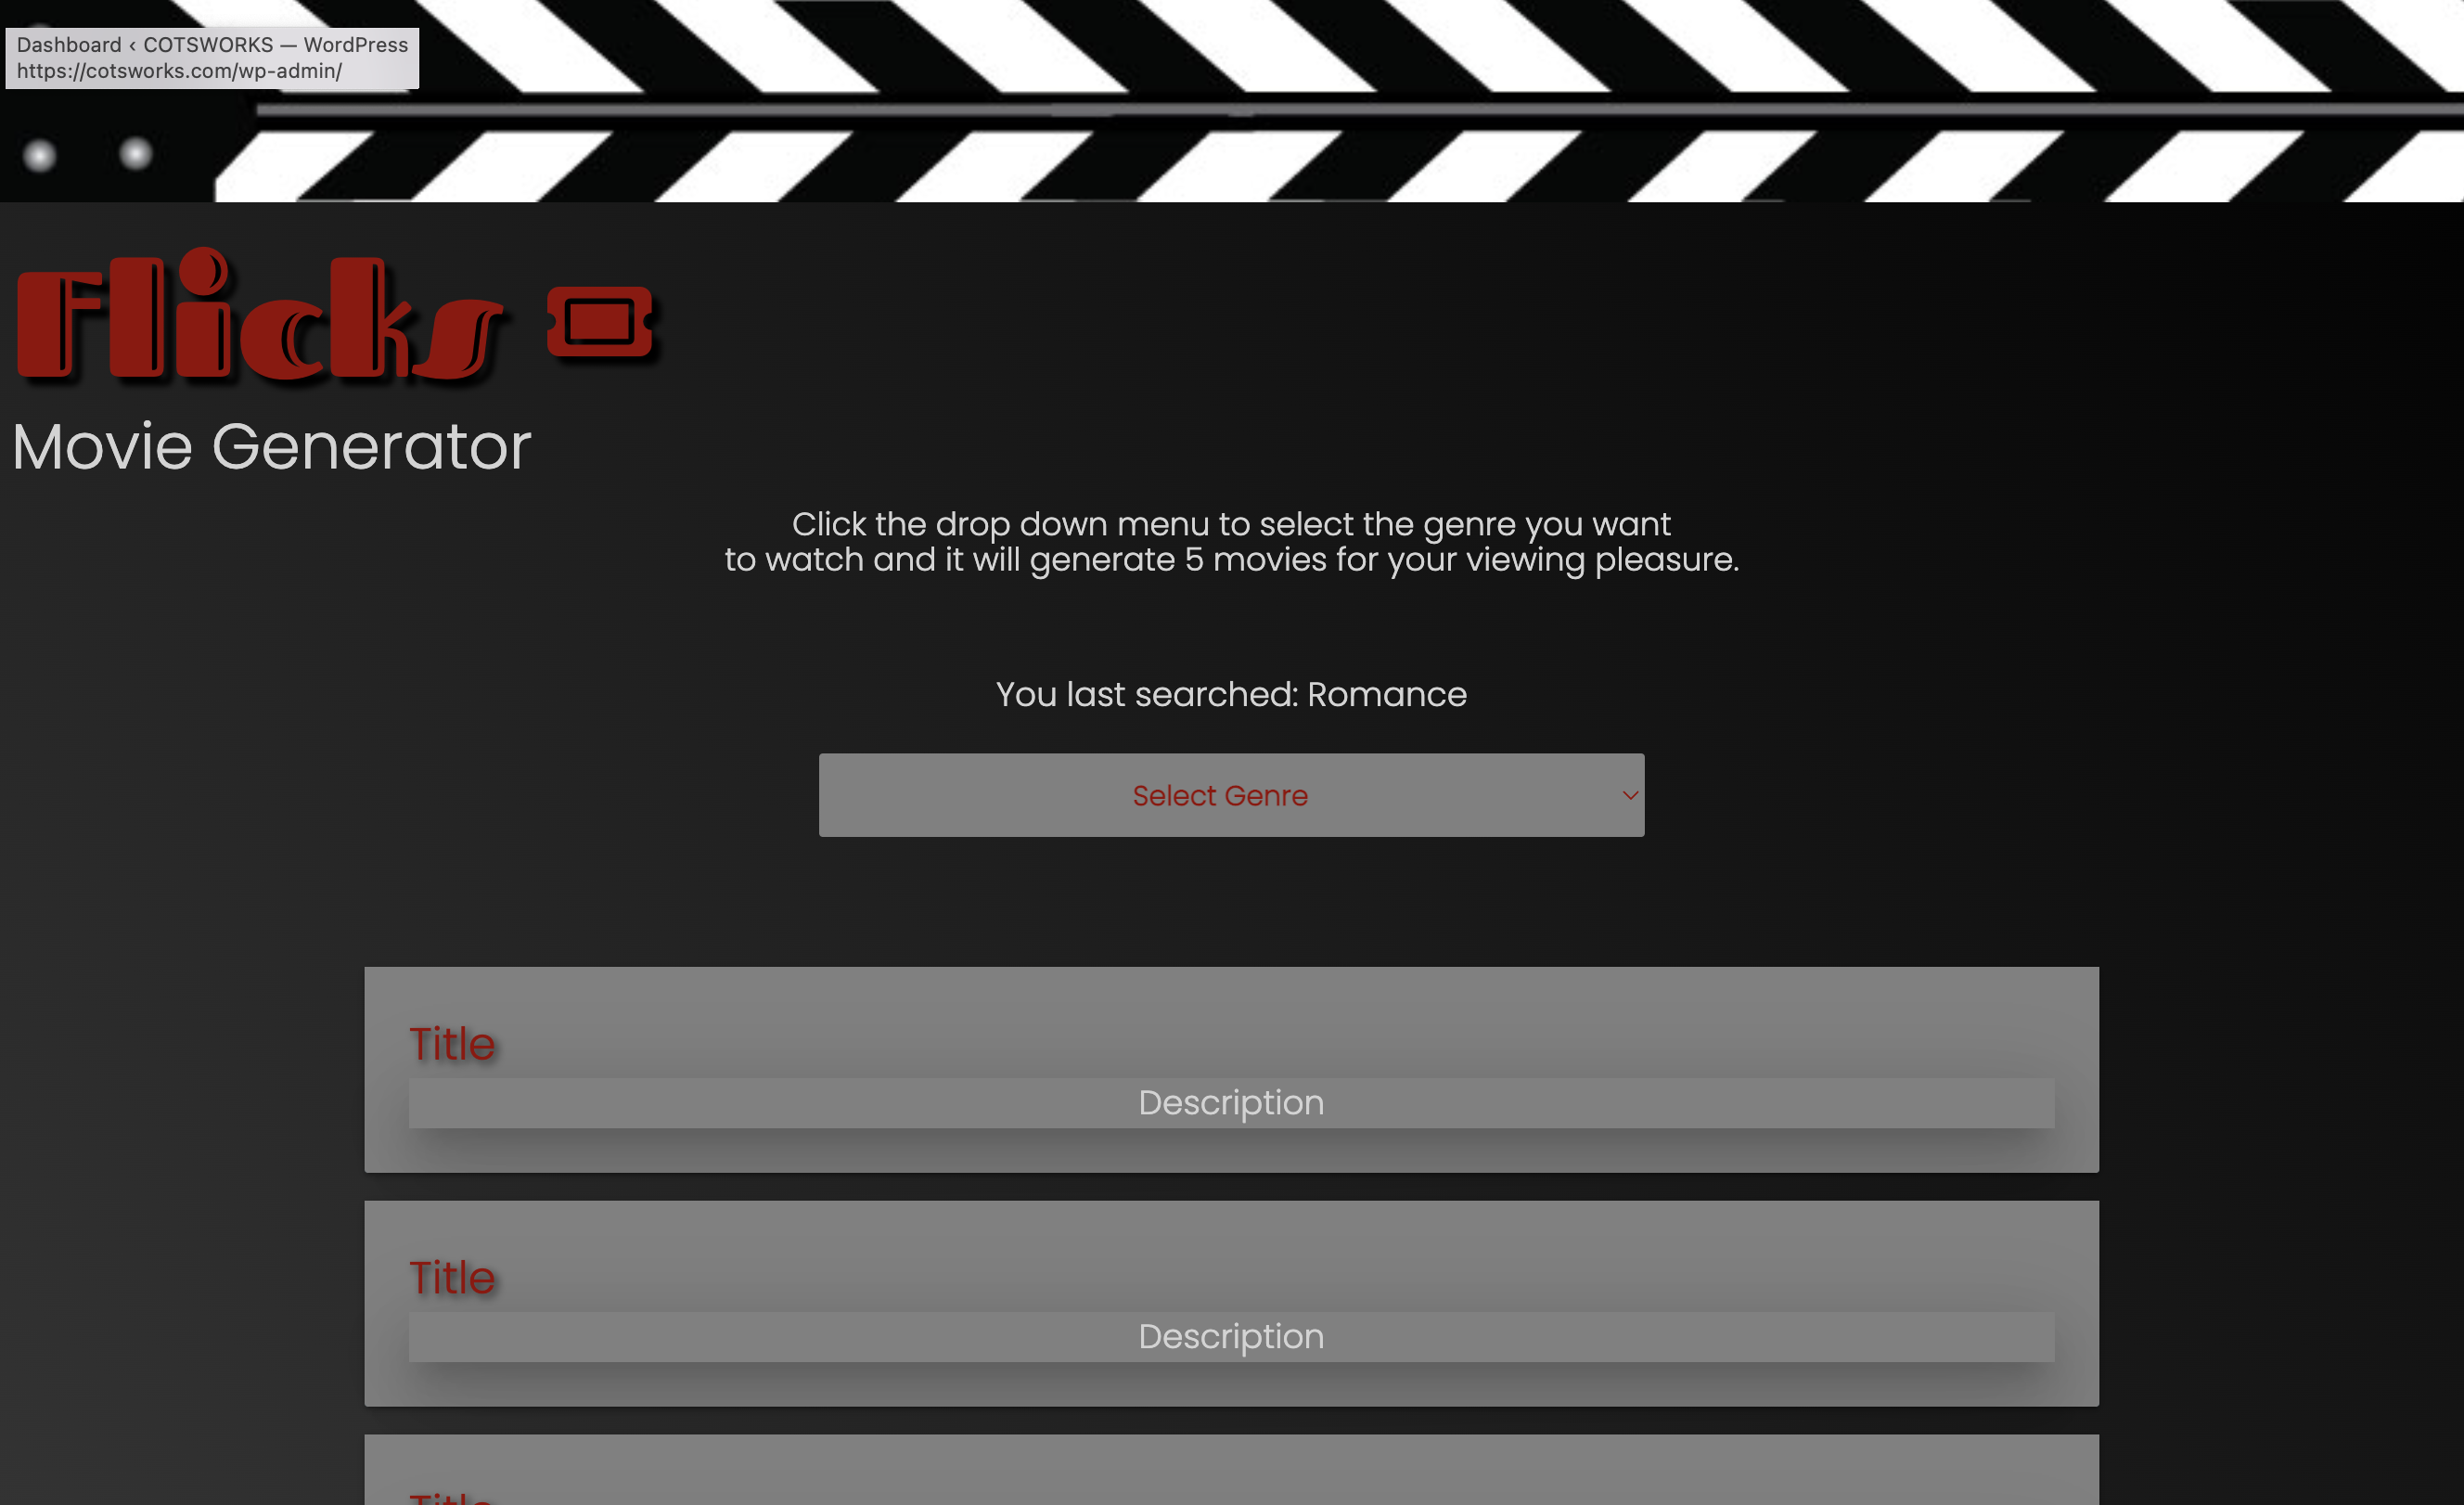 Dashboard ‹ COTSWORKS — WordPress
https://cotsworks.com/wp-admin/
Flicks
Movie Generator
Click the drop down menu to select the genre you want
to watch and it will generate 5 movies for your viewing pleasure.
You last searched: Romance
Select Genre
Title
Description
Title
Description
Title